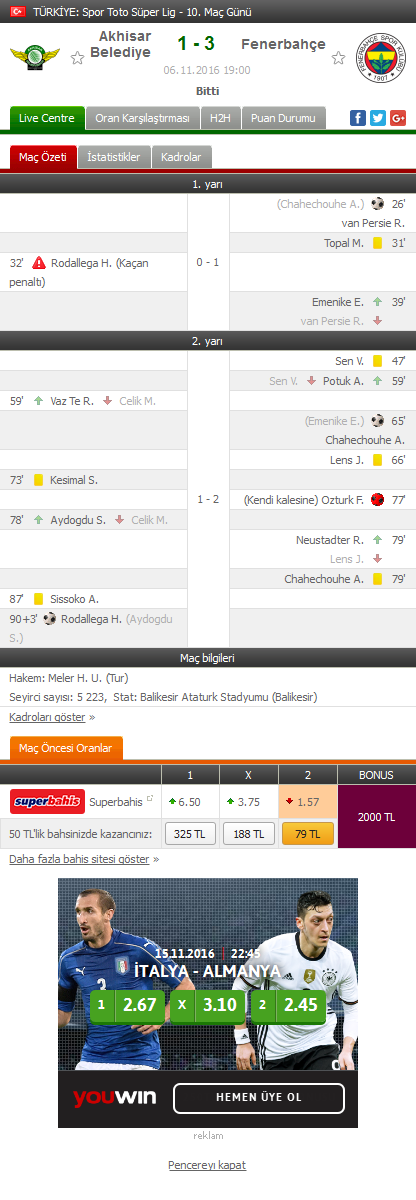 TÜRKİYE: Spor Toto Süper Lig - 10. Maç Günü
Akhisar Belediye
1 - 3
Fenerbahçe
06.11.2016 19:00
Bitti
FENERBAHÇE SPOR KULÜBÜ
1907
Live Centre Oran Karşılaştırması H2H Puan Durumu
Maç Özeti İstatistikler Kadrolar
1. yarı
(Chahechouhe A.) 26'
van Persie R.
Topal M. 31'
32' Rodallega H. (Kaçan
penaltı)
0 - 1
Emenike E. 39'
van Persie R.
2. yarı
Sen V. 47'
Sen V. Potuk A. 59'
59' Vaz Te R. Celik M.
(Emenike E.) 65'
Chahechouhe A.
Lens J. 66'
73' Kesimal S.
1 - 2
(Kendi kalesine) Ozturk F. 77'
78' Aydogdu S. Celik M.
Neustadter R. 79'
Lens J.
Chahechouhe A. 79'
87' Sissoko A.
90+3' Rodallega H. (Aydogdu
S.)
Maç bilgileri
Hakem: Meler H. U. (Tur)
Seyirci sayısı: 5 223, Stat: Balikesir Ataturk Stadyumu (Balikesir)
Kadroları göster »
Maç Öncesi Oranlar
1 X 2 BONUS
superbahis Superbahis 6.50 3.75 1.57
2000 TL
50 TL'lik bahsinizde kazancınız: 325 TL 188 TL 79 TL
Daha fazla bahis sitesi göster »
15.11.2016 | 22:45
İTALYA - ALMANYA
1 2.67 X 3.10 2 2.45
youwin HEMEN ÜYE OL
reklam
Pencereyi kapat